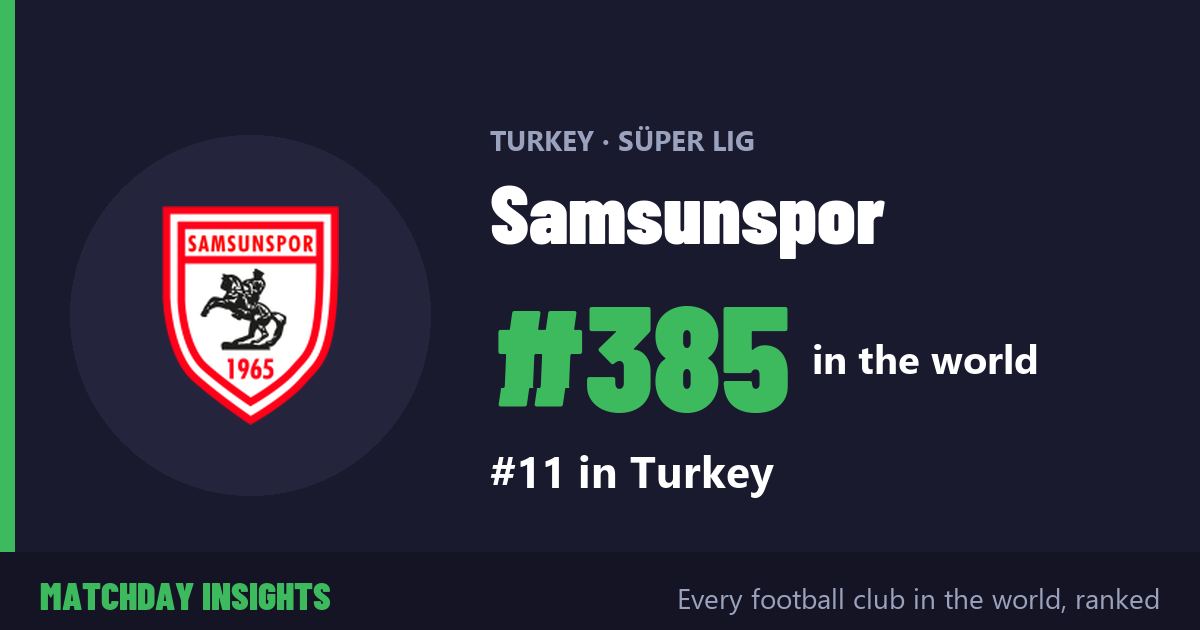 TURKEY · SÜPER LIG
Samsunspor
SAMSUNSPOR
1965
#385 in the world
#11 in Turkey
MATCHDAY INSIGHTS
Every football club in the world, ranked